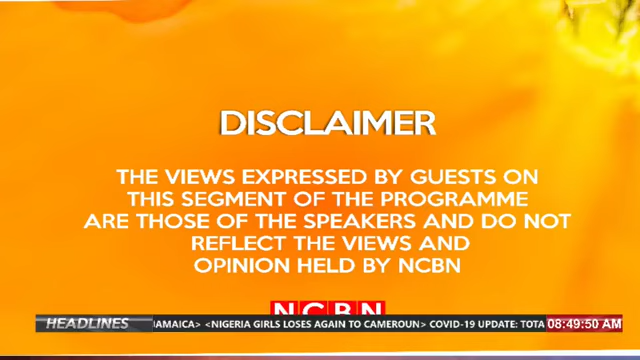 DISCLAIMER
THE VIEWS EXPRESSED BY GUESTS ON
THIS SEGMENT OF THE PROGRAMME
ARE THOSE OF THE SPEAKERS AND DO NOT
REFLECT THE VIEWS AND
OPINION HELD BY NCBN
NCBN
HEADLINES JAMAICA> <NIGERIA GIRLS LOSES AGAIN TO CAMEROUN> COVID-19 UPDATE: TOTA 08:49:50 AM